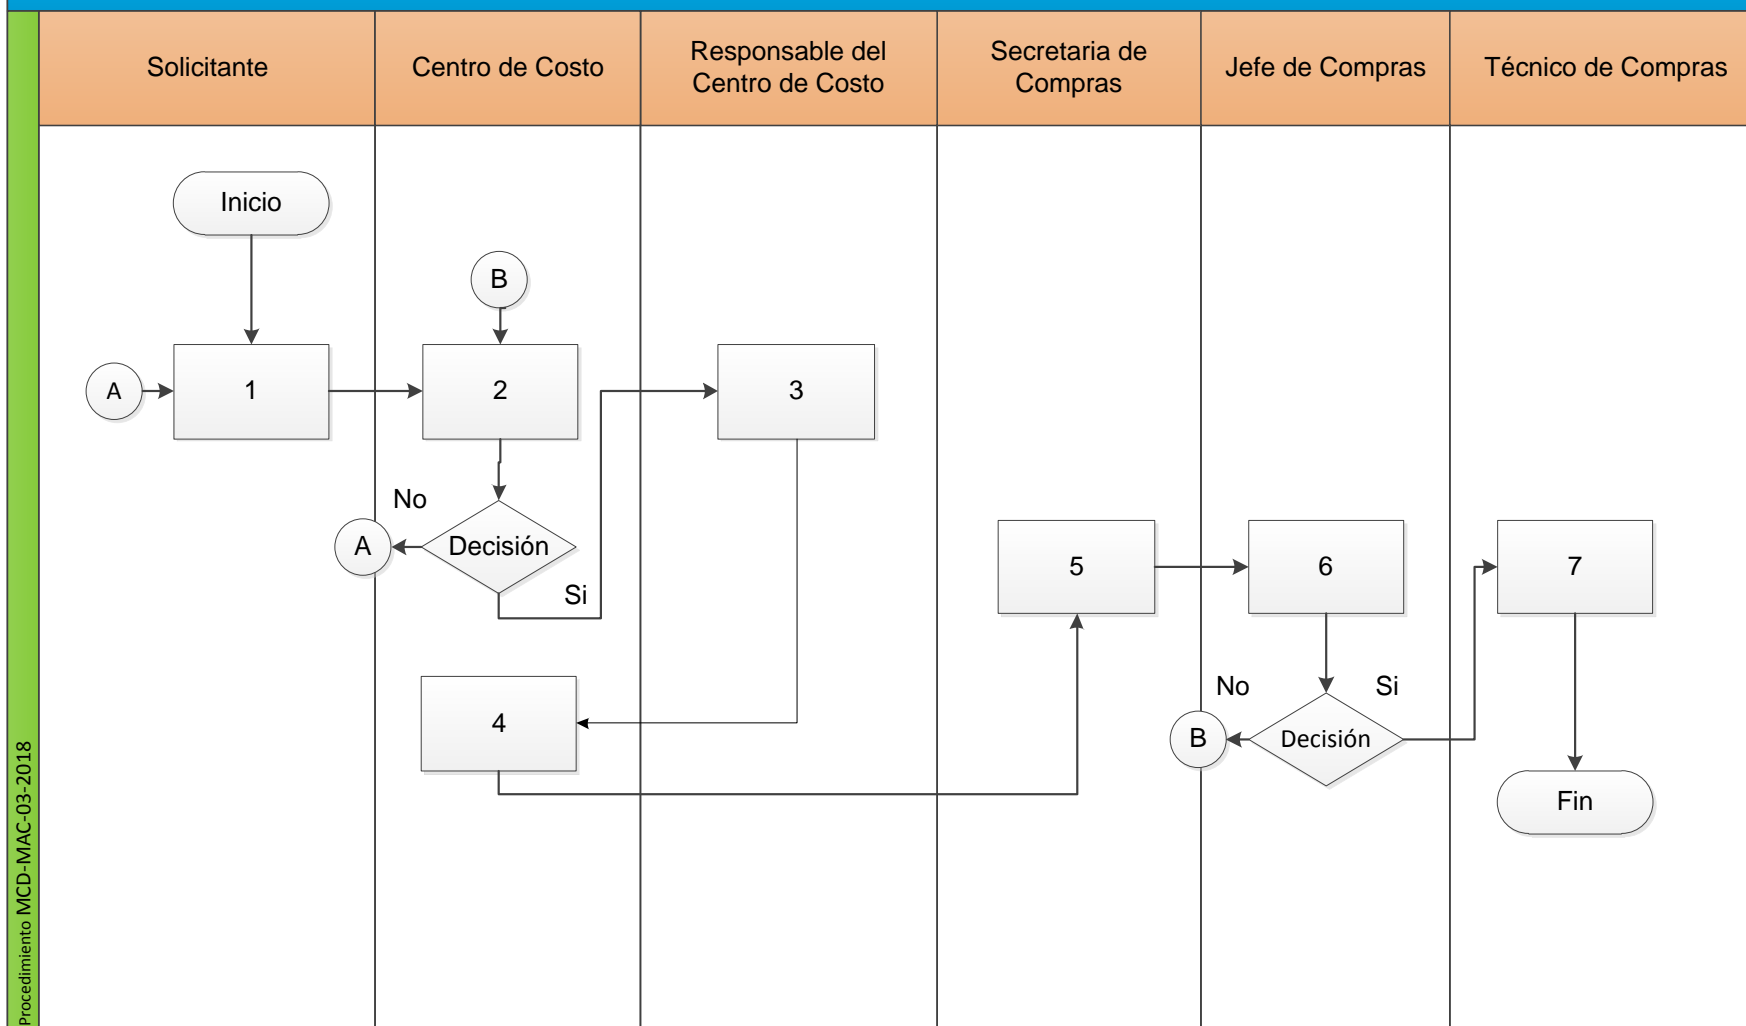 Solicitante
Centro de Costo
Responsable del
Centro de Costo
Secretaria de
Compras
Jefe de Compras
Técnico de Compras
Inicio
B
A
1
2
3
No
A
Decisión
Si
5
6
7
4
No
Si
B
Decisión
Fin
Procedimiento MCD-MAC-03-2018